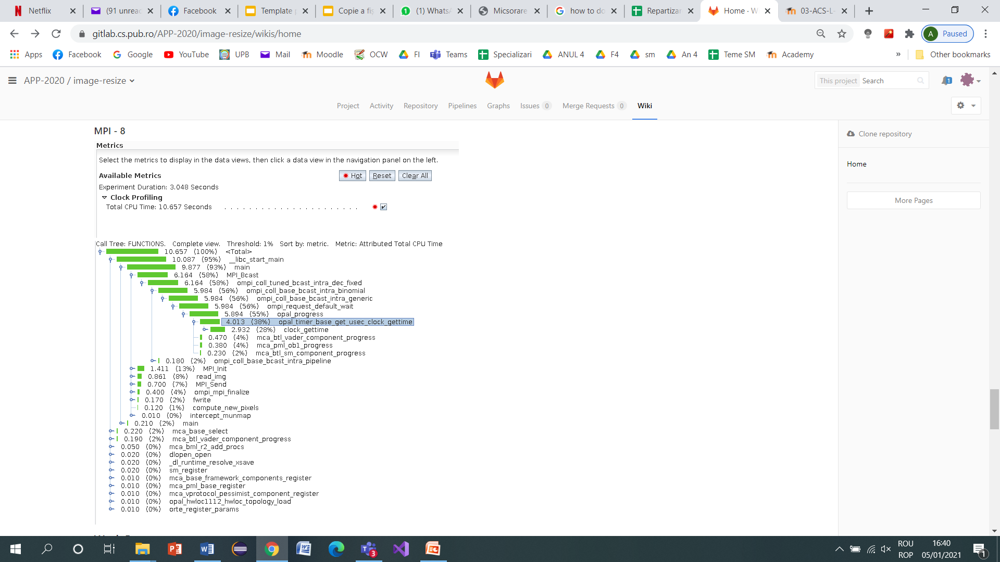 Netflix
(91 unread
Facebook
Template p
Copie a fiș
(1) WhatsA
Micsorare
how to do
Repartizar
Home · W
03-ACS-L-
gitlab.cs.pub.ro/APP-2020/image-resize/wikis/home
A Paused
Apps Facebook Google YouTube UPB Mail Moodle OCW FI Teams Specializari ANUL 4 F4 sm An 4 Teme SM Academy » Other bookmarks
APP-2020 / image-resize
This project Search
1
Project Activity Repository Pipelines Graphs Issues 0 Merge Requests 0 Wiki
MPI - 8
Metrics
Select the metrics to display in the data views, then click a data view in the navigation panel on the left.
Available Metrics Hot Reset Clear All
Experiment Duration: 3.048 Seconds
Clock Profiling
Total CPU Time: 10.657 Seconds . . . . . . . . . . . . . . . . . . . . . .
Call Tree: FUNCTIONS. Complete view. Threshold: 1% Sort by: metric. Metric: Attributed Total CPU Time
10.657 (100%) <Total>
10.087 (95%) __libc_start_main
9.877 (93%) main
6.164 (58%) MPI_Bcast
6.164 (58%) ompi_coll_tuned_bcast_intra_dec_fixed
5.984 (56%) ompi_coll_base_bcast_intra_binomial
5.984 (56%) ompi_coll_base_bcast_intra_generic
5.984 (56%) ompi_request_default_wait
5.894 (55%) opal_progress
4.013 (38%) opal_timer_base_get_usec_clock_gettime
2.932 (28%) clock_gettime
0.470 (4%) mca_btl_vader_component_progress
0.380 (4%) mca_pml_ob1_progress
0.230 (2%) mca_btl_sm_component_progress
0.180 (2%) ompi_coll_base_bcast_intra_pipeline
1.411 (13%) MPI_Init
0.861 (8%) read_img
0.700 (7%) MPI_Send
0.400 (4%) ompi_mpi_finalize
0.170 (2%) fwrite
0.120 (1%) compute_new_pixels
0.010 (0%) intercept_munmap
0.210 (2%) main
0.220 (2%) mca_base_select
0.190 (2%) mca_btl_vader_component_progress
0.050 (0%) mca_bml_r2_add_procs
0.020 (0%) dlopen_open
0.020 (0%) _dl_runtime_resolve_xsave
0.020 (0%) sm_register
0.010 (0%) mca_base_framework_components_register
0.010 (0%) mca_pml_base_register
0.010 (0%) mca_vprotocol_pessimist_component_register
0.010 (0%) opal_hwloc1112_hwloc_topology_load
0.010 (0%) orte_register_params
Clone repository
Home
More Pages
3
ROU
ROP
16:40
05/01/2021
1